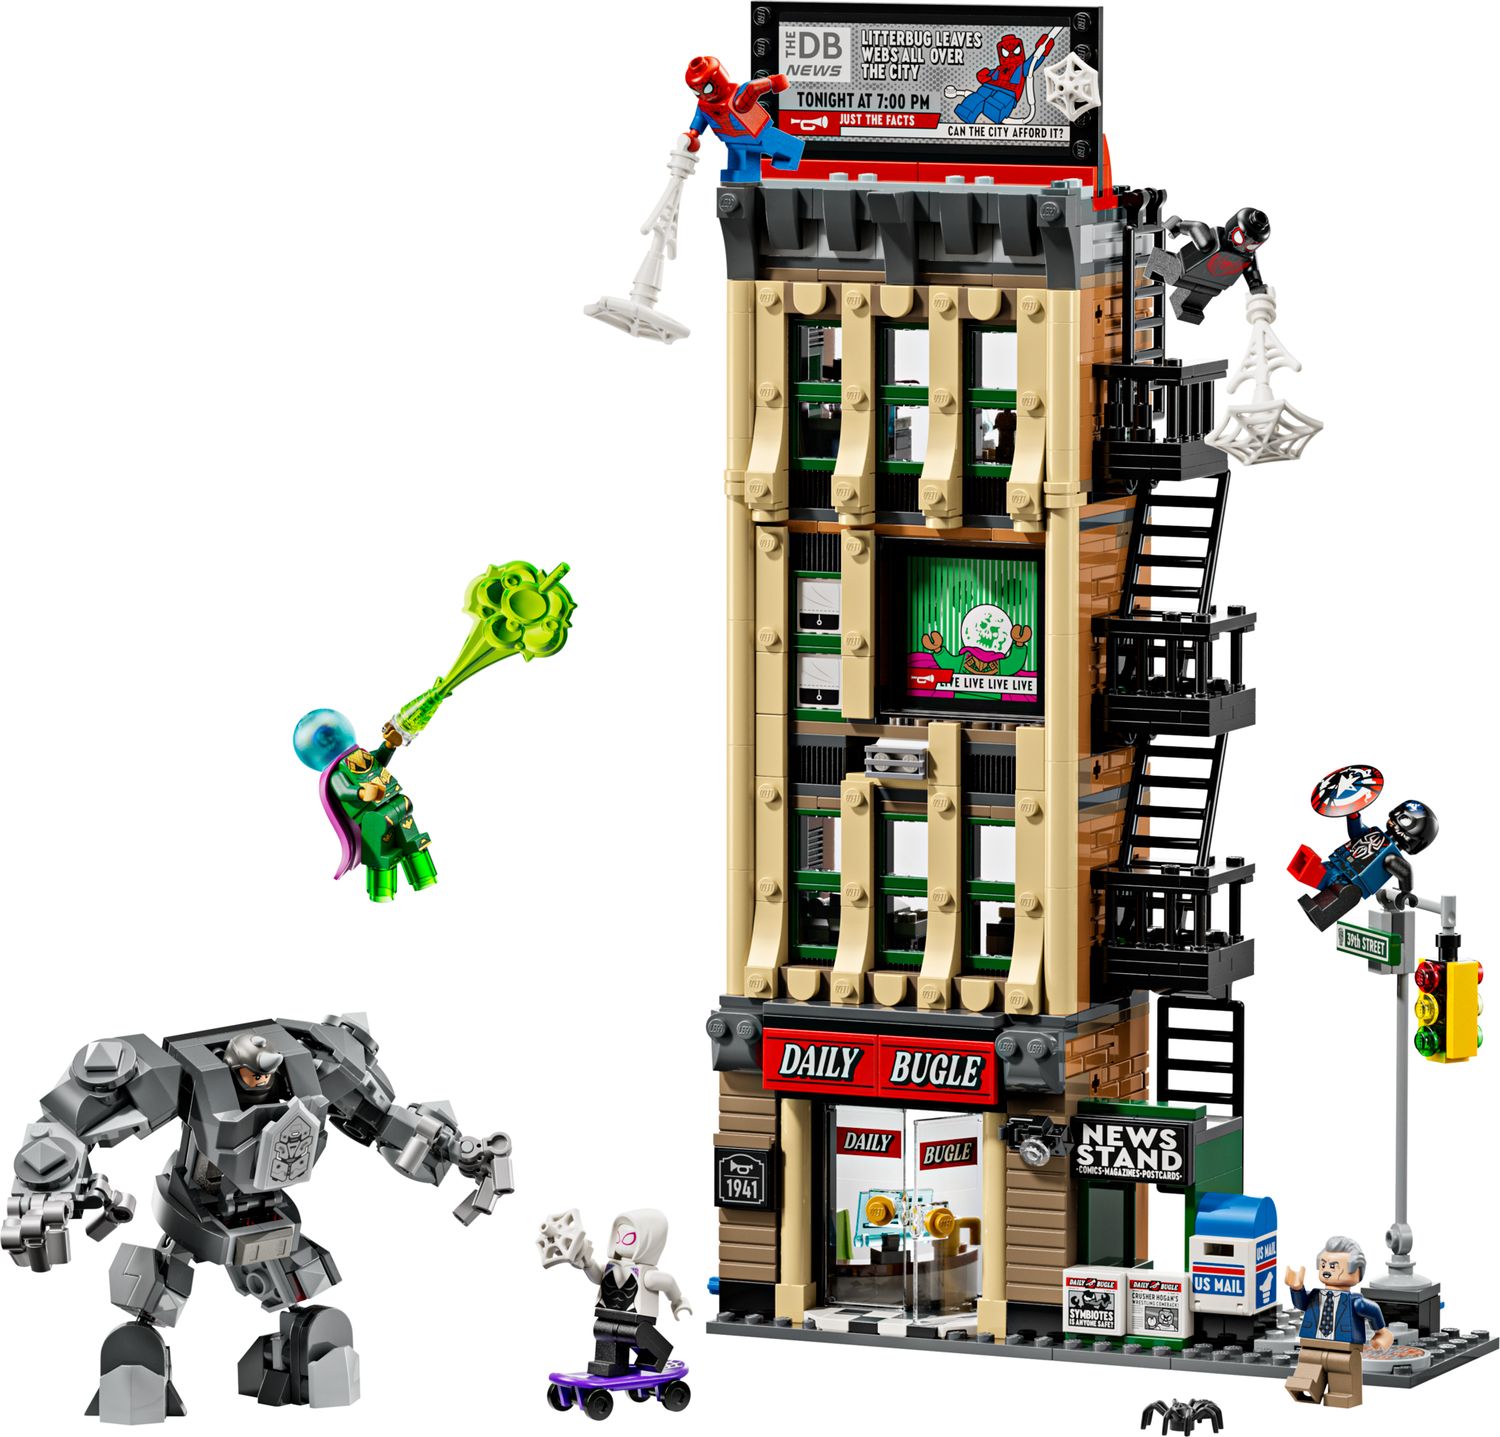 THE DB
NEWS
LITTERBUG LEAVES
WEBS ALL OVER
THE CITY
TONIGHT AT 7:00 PM
JUST THE FACTS
CAN THE CITY AFFORD IT?
LIVE LIVE LIVE LIVE
39th STREET
DAILY BUGLE
DAILY BUGLE
1941
NEWS
STAND
•COMICS•MAGAZINES•POSTCARDS•
US MAIL
US MAIL
DAILY BUGLE
SYMBIOTES
IS ANYONE SAFE?
DAILY BUGLE
CRUSHER HOGAN'S
WRESTLING COMEBACK!